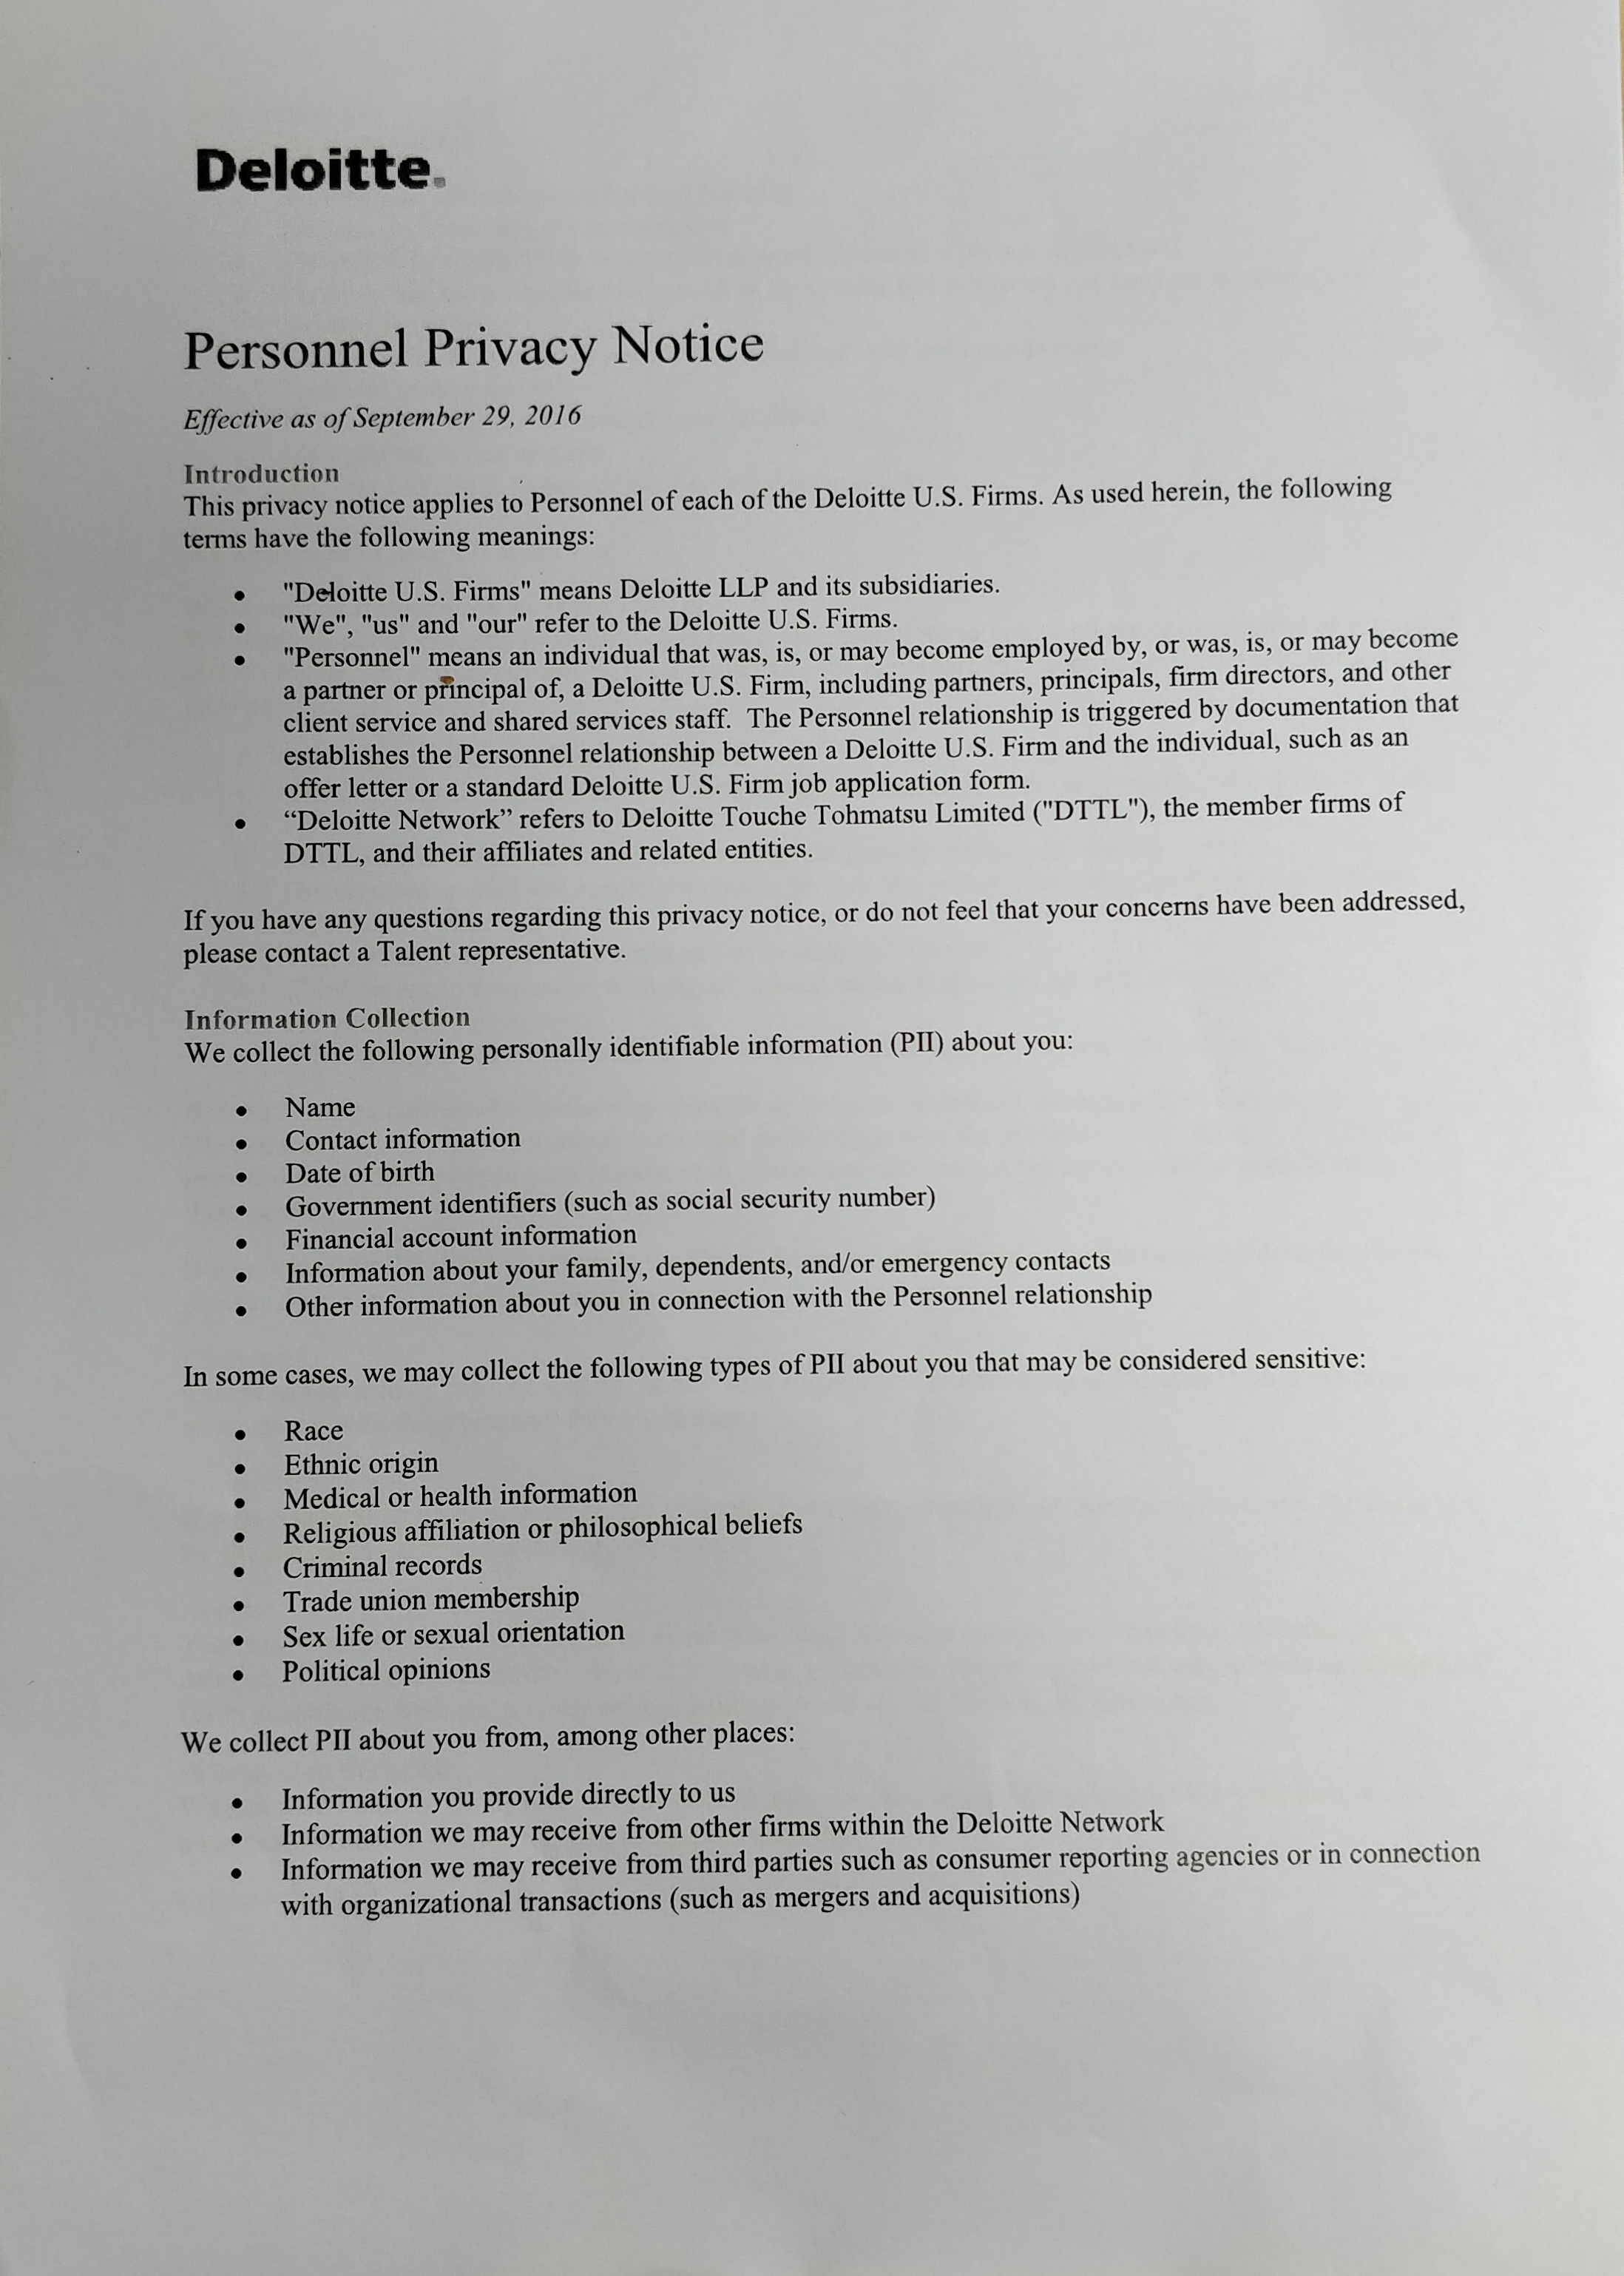 Deloitte.
Personnel Privacy Notice
Effective as of September 29, 2016
Introduction
This privacy notice applies to Personnel of each of the Deloitte U.S. Firms. As used herein, the following
terms have the following meanings:
• "Deloitte U.S. Firms" means Deloitte LLP and its subsidiaries.
• "We", "us" and "our" refer to the Deloitte U.S. Firms.
• "Personnel" means an individual that was, is, or may become employed by, or was, is, or may become
a partner or principal of, a Deloitte U.S. Firm, including partners, principals, firm directors, and other
client service and shared services staff.  The Personnel relationship is triggered by documentation that
establishes the Personnel relationship between a Deloitte U.S. Firm and the individual, such as an
offer letter or a standard Deloitte U.S. Firm job application form.
• “Deloitte Network” refers to Deloitte Touche Tohmatsu Limited ("DTTL"), the member firms of
DTTL, and their affiliates and related entities.
If you have any questions regarding this privacy notice, or do not feel that your concerns have been addressed,
please contact a Talent representative.
Information Collection
We collect the following personally identifiable information (PII) about you:
• Name
• Contact information
• Date of birth
• Government identifiers (such as social security number)
• Financial account information
• Information about your family, dependents, and/or emergency contacts
• Other information about you in connection with the Personnel relationship
In some cases, we may collect the following types of PII about you that may be considered sensitive:
• Race
• Ethnic origin
• Medical or health information
• Religious affiliation or philosophical beliefs
• Criminal records
• Trade union membership
• Sex life or sexual orientation
• Political opinions
We collect PII about you from, among other places:
• Information you provide directly to us
• Information we may receive from other firms within the Deloitte Network
• Information we may receive from third parties such as consumer reporting agencies or in connection
with organizational transactions (such as mergers and acquisitions)